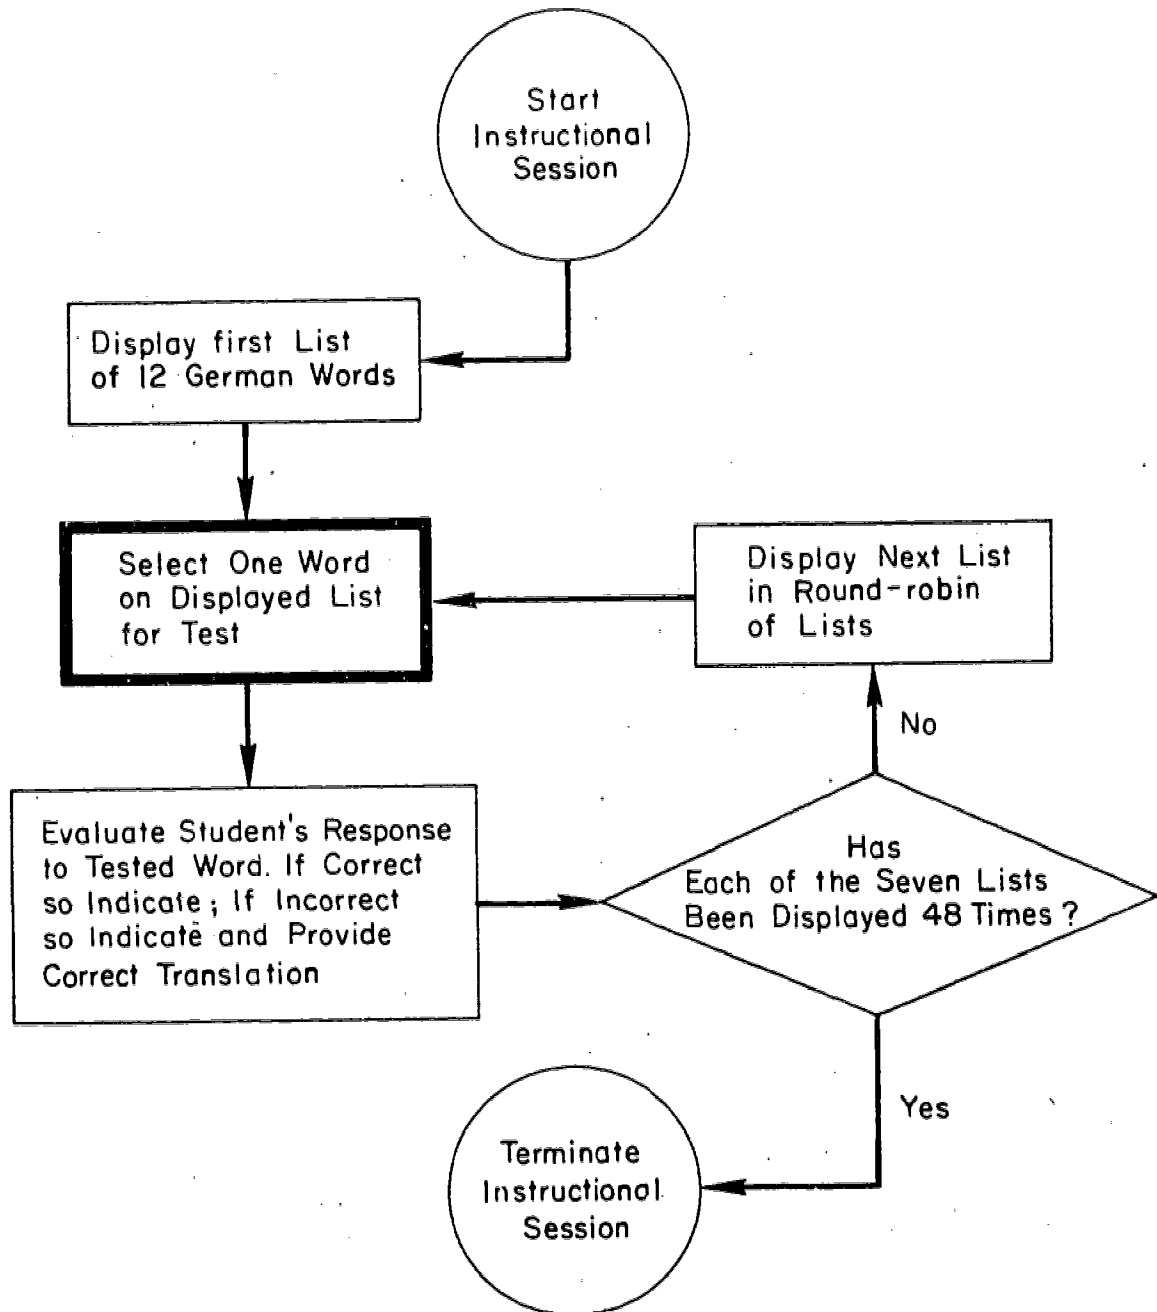 Start
Instructional
Session
Display first List
of 12 German Words
Select One Word
on Displayed List
for Test
Display Next List
in Round-robin
of Lists
No
Evaluate Student's Response
to Tested Word. If Correct
so Indicate; If Incorrect
so Indicate and Provide
Correct Translation
Has
Each of the Seven Lists
Been Displayed 48 Times?
Yes
Terminate
Instructional
Session